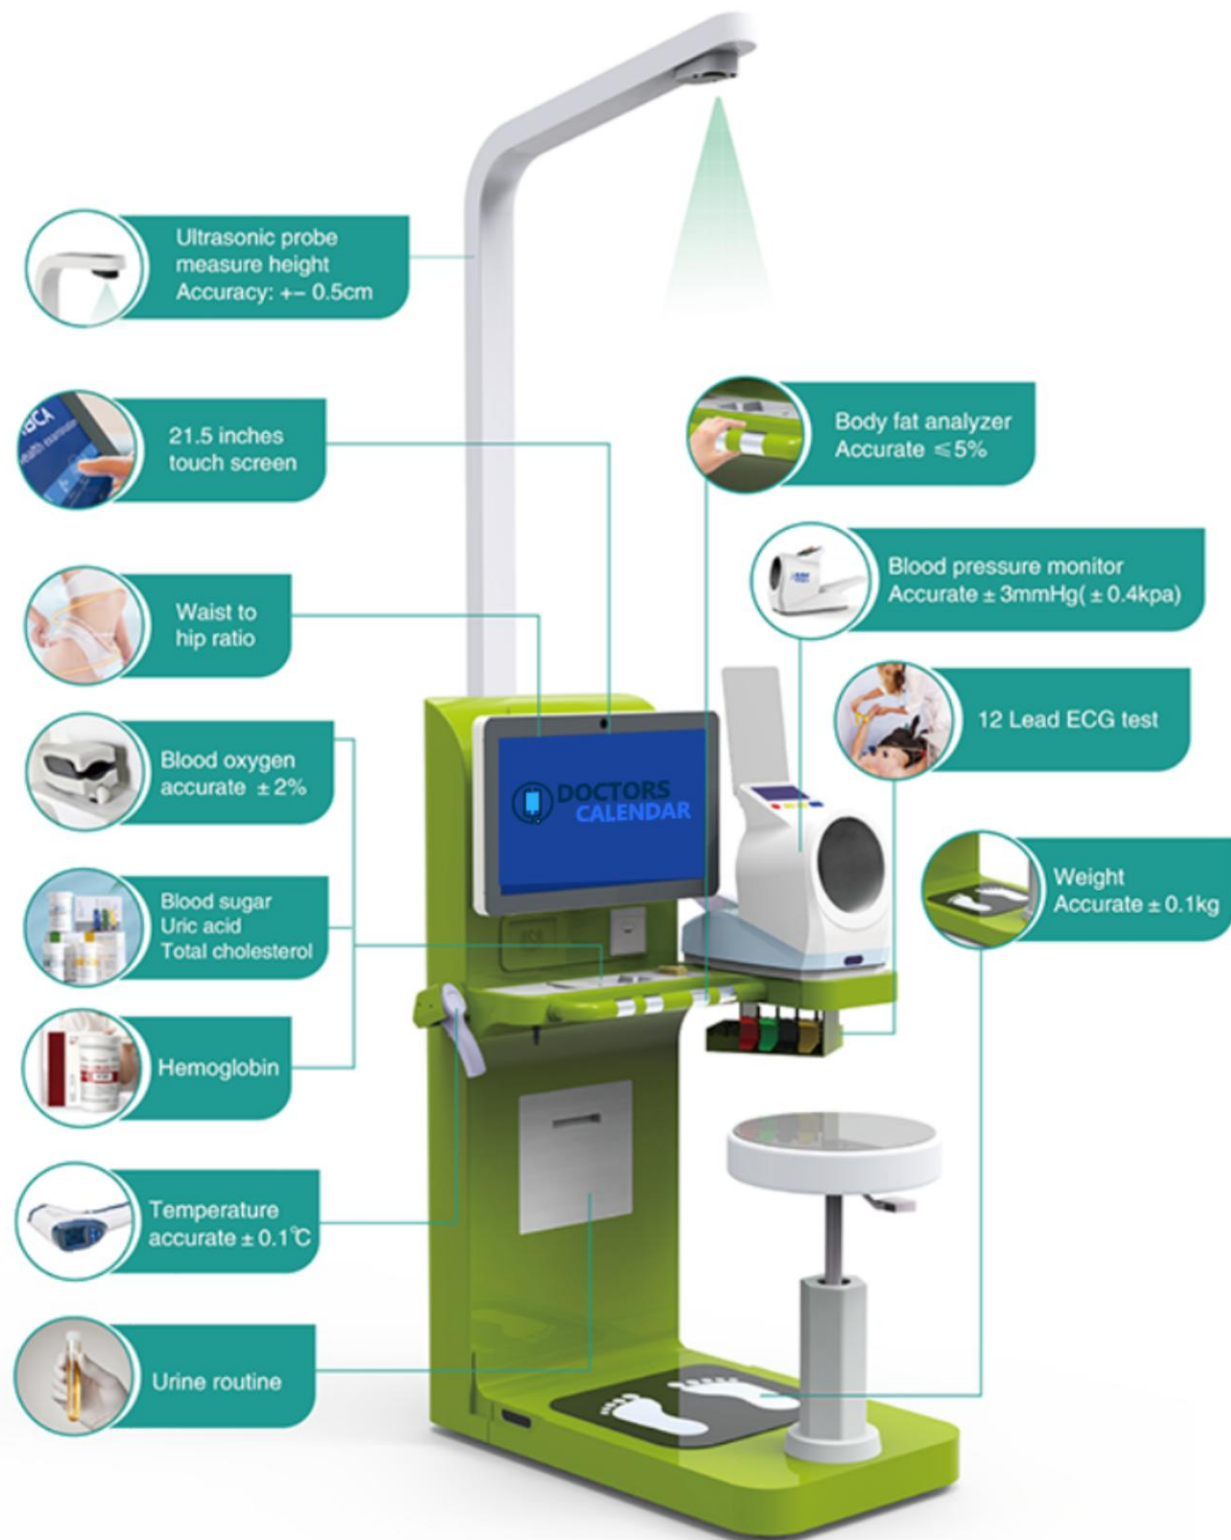 Ultrasonic probe
measure height
Accuracy: +− 0.5cm
21.5 inches
touch screen
Waist to
hip ratio
Blood oxygen
accurate ± 2%
Blood sugar
Uric acid
Total cholesterol
Hemoglobin
Temperature
accurate ± 0.1℃
Urine routine
DOCTORS
CALENDAR
Body fat analyzer
Accurate ≤5%
Blood pressure monitor
Accurate ± 3mmHg( ± 0.4kpa)
12 Lead ECG test
Weight
Accurate ± 0.1kg